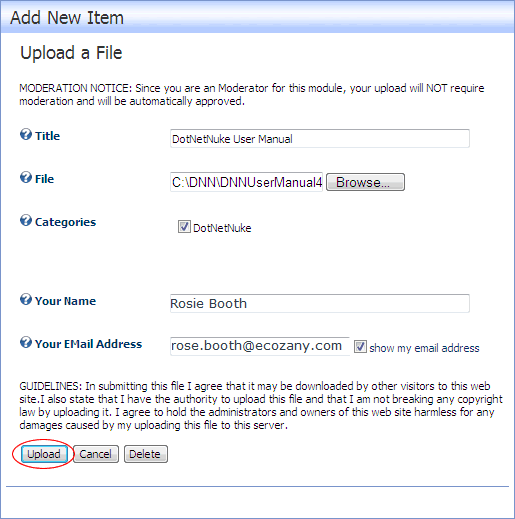 Add New Item
Upload a File
MODERATION NOTICE: Since you are an Moderator for this module, your upload will NOT require
moderation and will be automatically approved.
Title DotNetNuke User Manual
File C:\DNN\DNNUserManual4 Browse...
Categories DotNetNuke
Your Name Rosie Booth
Your EMail Address rose.booth@ecozany.com show my email address
GUIDELINES: In submitting this file I agree that it may be downloaded by other visitors to this web
site.I also state that I have the authority to upload this file and that I am not breaking any copyright
law by uploading it. I agree to hold the administrators and owners of this web site harmless for any
damages caused by my uploading this file to this server.
Upload Cancel Delete